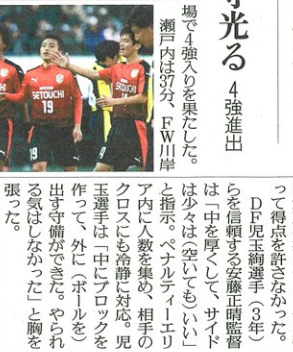 光る
4強進出
場で4強入りを果たした。
瀬戸内は37分、FW川岸
SETOUCHI
19
SETOUCHI
って得点を許さなかった。
DF児玉絢選手(3年)
らを信頼する安藤正晴監督
は「中を厚くして、サイド
は少々は(空いても)いい」
と指示。ペナルティーエリ
ア内に人数を集め、相手の
クロスにも冷静に対応。児
玉選手は「中にブロックを
作って、外に(ボールを)
出す守備ができた。やられ
る気はしなかった」と胸を
張った。